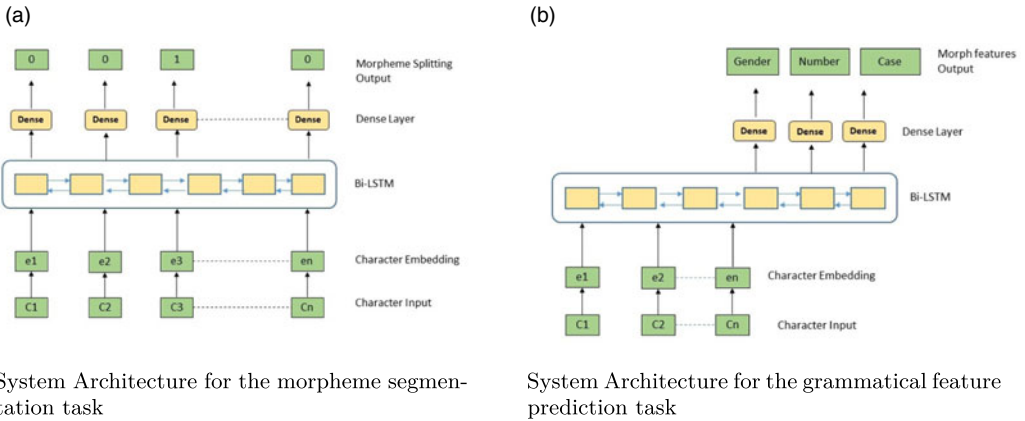 (a)
0 0 1 0
Morpheme Splitting
Output
Dense Dense Dense Dense
Dense Layer
Bi-LSTM
e1 e2 e3 en
Character Embedding
C1 C2 C3 Cn
Character Input
System Architecture for the morpheme segmen-
tation task
(b)
Gender Number Case
Morph features
Output
Dense Dense Dense
Dense Layer
Bi-LSTM
e1 e2 en
Character Embedding
C1 C2 Cn
Character Input
System Architecture for the grammatical feature
prediction task